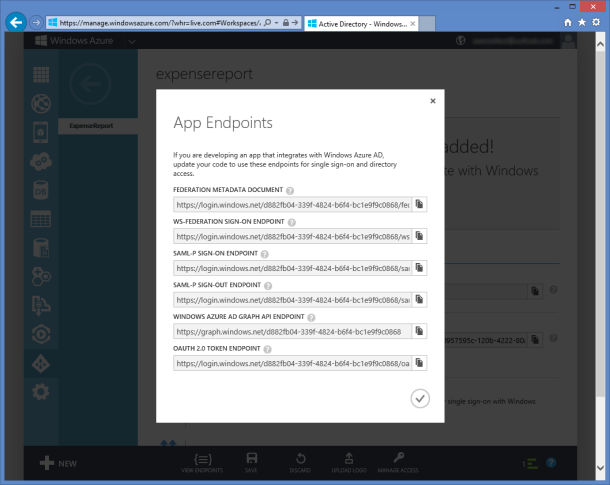 https://manage.windowsazure.com/?whr=live.com#Workspaces/
Active Directory - Windows...
Windows Azure
expensereport
ExpenseReport
added!
te with Windows
App Endpoints
If you are developing an app that integrates with Windows Azure AD,
update your code to use these endpoints for single sign-on and directory
access.
FEDERATION METADATA DOCUMENT ?
https://login.windows.net/d882fb04-339f-4824-b6f4-bc1e9f9c0868/fe
WS-FEDERATION SIGN-ON ENDPOINT ?
https://login.windows.net/d882fb04-339f-4824-b6f4-bc1e9f9c0868/ws
SAML-P SIGN-ON ENDPOINT ?
https://login.windows.net/d882fb04-339f-4824-b6f4-bc1e9f9c0868/sa
SAML-P SIGN-OUT ENDPOINT ?
https://login.windows.net/d882fb04-339f-4824-b6f4-bc1e9f9c0868/sa
WINDOWS AZURE AD GRAPH API ENDPOINT ?
https://graph.windows.net/d882fb04-339f-4824-b6f4-bc1e9f9c0868
OAUTH 2.0 TOKEN ENDPOINT ?
https://login.windows.net/d882fb04-339f-4824-b6f4-bc1e9f9c0868/oa
957595c-120b-4222-80
single sign-on with Windows
NEW
VIEW ENDPOINTS
SAVE
DISCARD
UPLOAD LOGO
MANAGE ACCESS
1
?